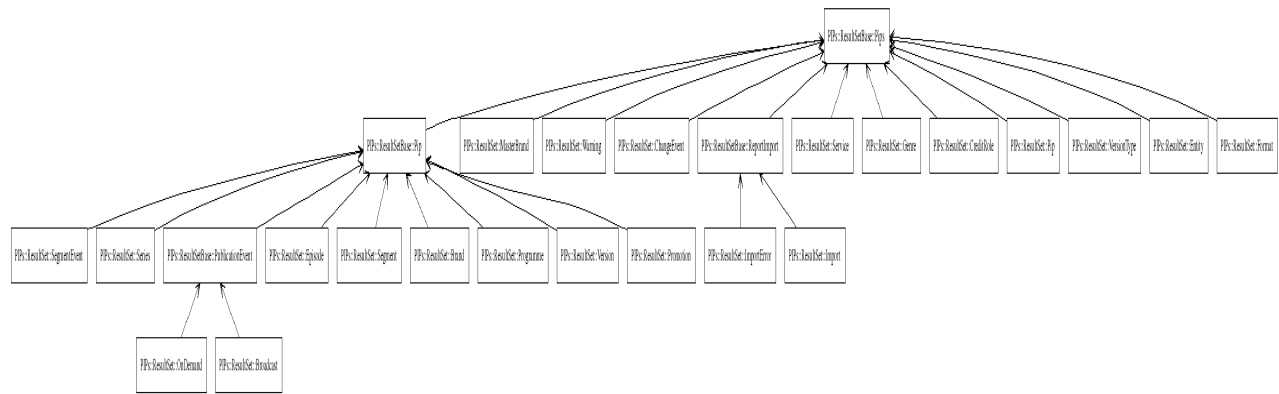 PIPs::ResultSetBase::Pips
PIPs::ResultSetBase::Pip
PIPs::ResultSet::MasterBrand
PIPs::ResultSet::Warning
PIPs::ResultSet::ChangeEvent
PIPs::ResultSetBase::ReportImport
PIPs::ResultSet::Service
PIPs::ResultSet::Genre
PIPs::ResultSet::CreditRole
PIPs::ResultSet::Pip
PIPs::ResultSet::VersionType
PIPs::ResultSet::Entity
PIPs::ResultSet::Format
PIPs::ResultSet::SegmentEvent
PIPs::ResultSet::Series
PIPs::ResultSetBase::PublicationEvent
PIPs::ResultSet::Episode
PIPs::ResultSet::Segment
PIPs::ResultSet::Brand
PIPs::ResultSet::Programme
PIPs::ResultSet::Version
PIPs::ResultSet::Promotion
PIPs::ResultSet::ImportError
PIPs::ResultSet::Import
PIPs::ResultSet::OnDemand
PIPs::ResultSet::Broadcast